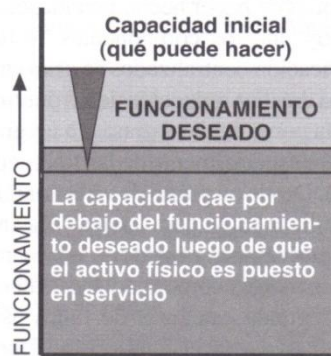 Capacidad inicial
(qué puede hacer)
FUNCIONAMIENTO
DESEADO
La capacidad cae por
debajo del funcionamien-
to deseado luego de que
el activo físico es puesto
en servicio
FUNCIONAMIENTO